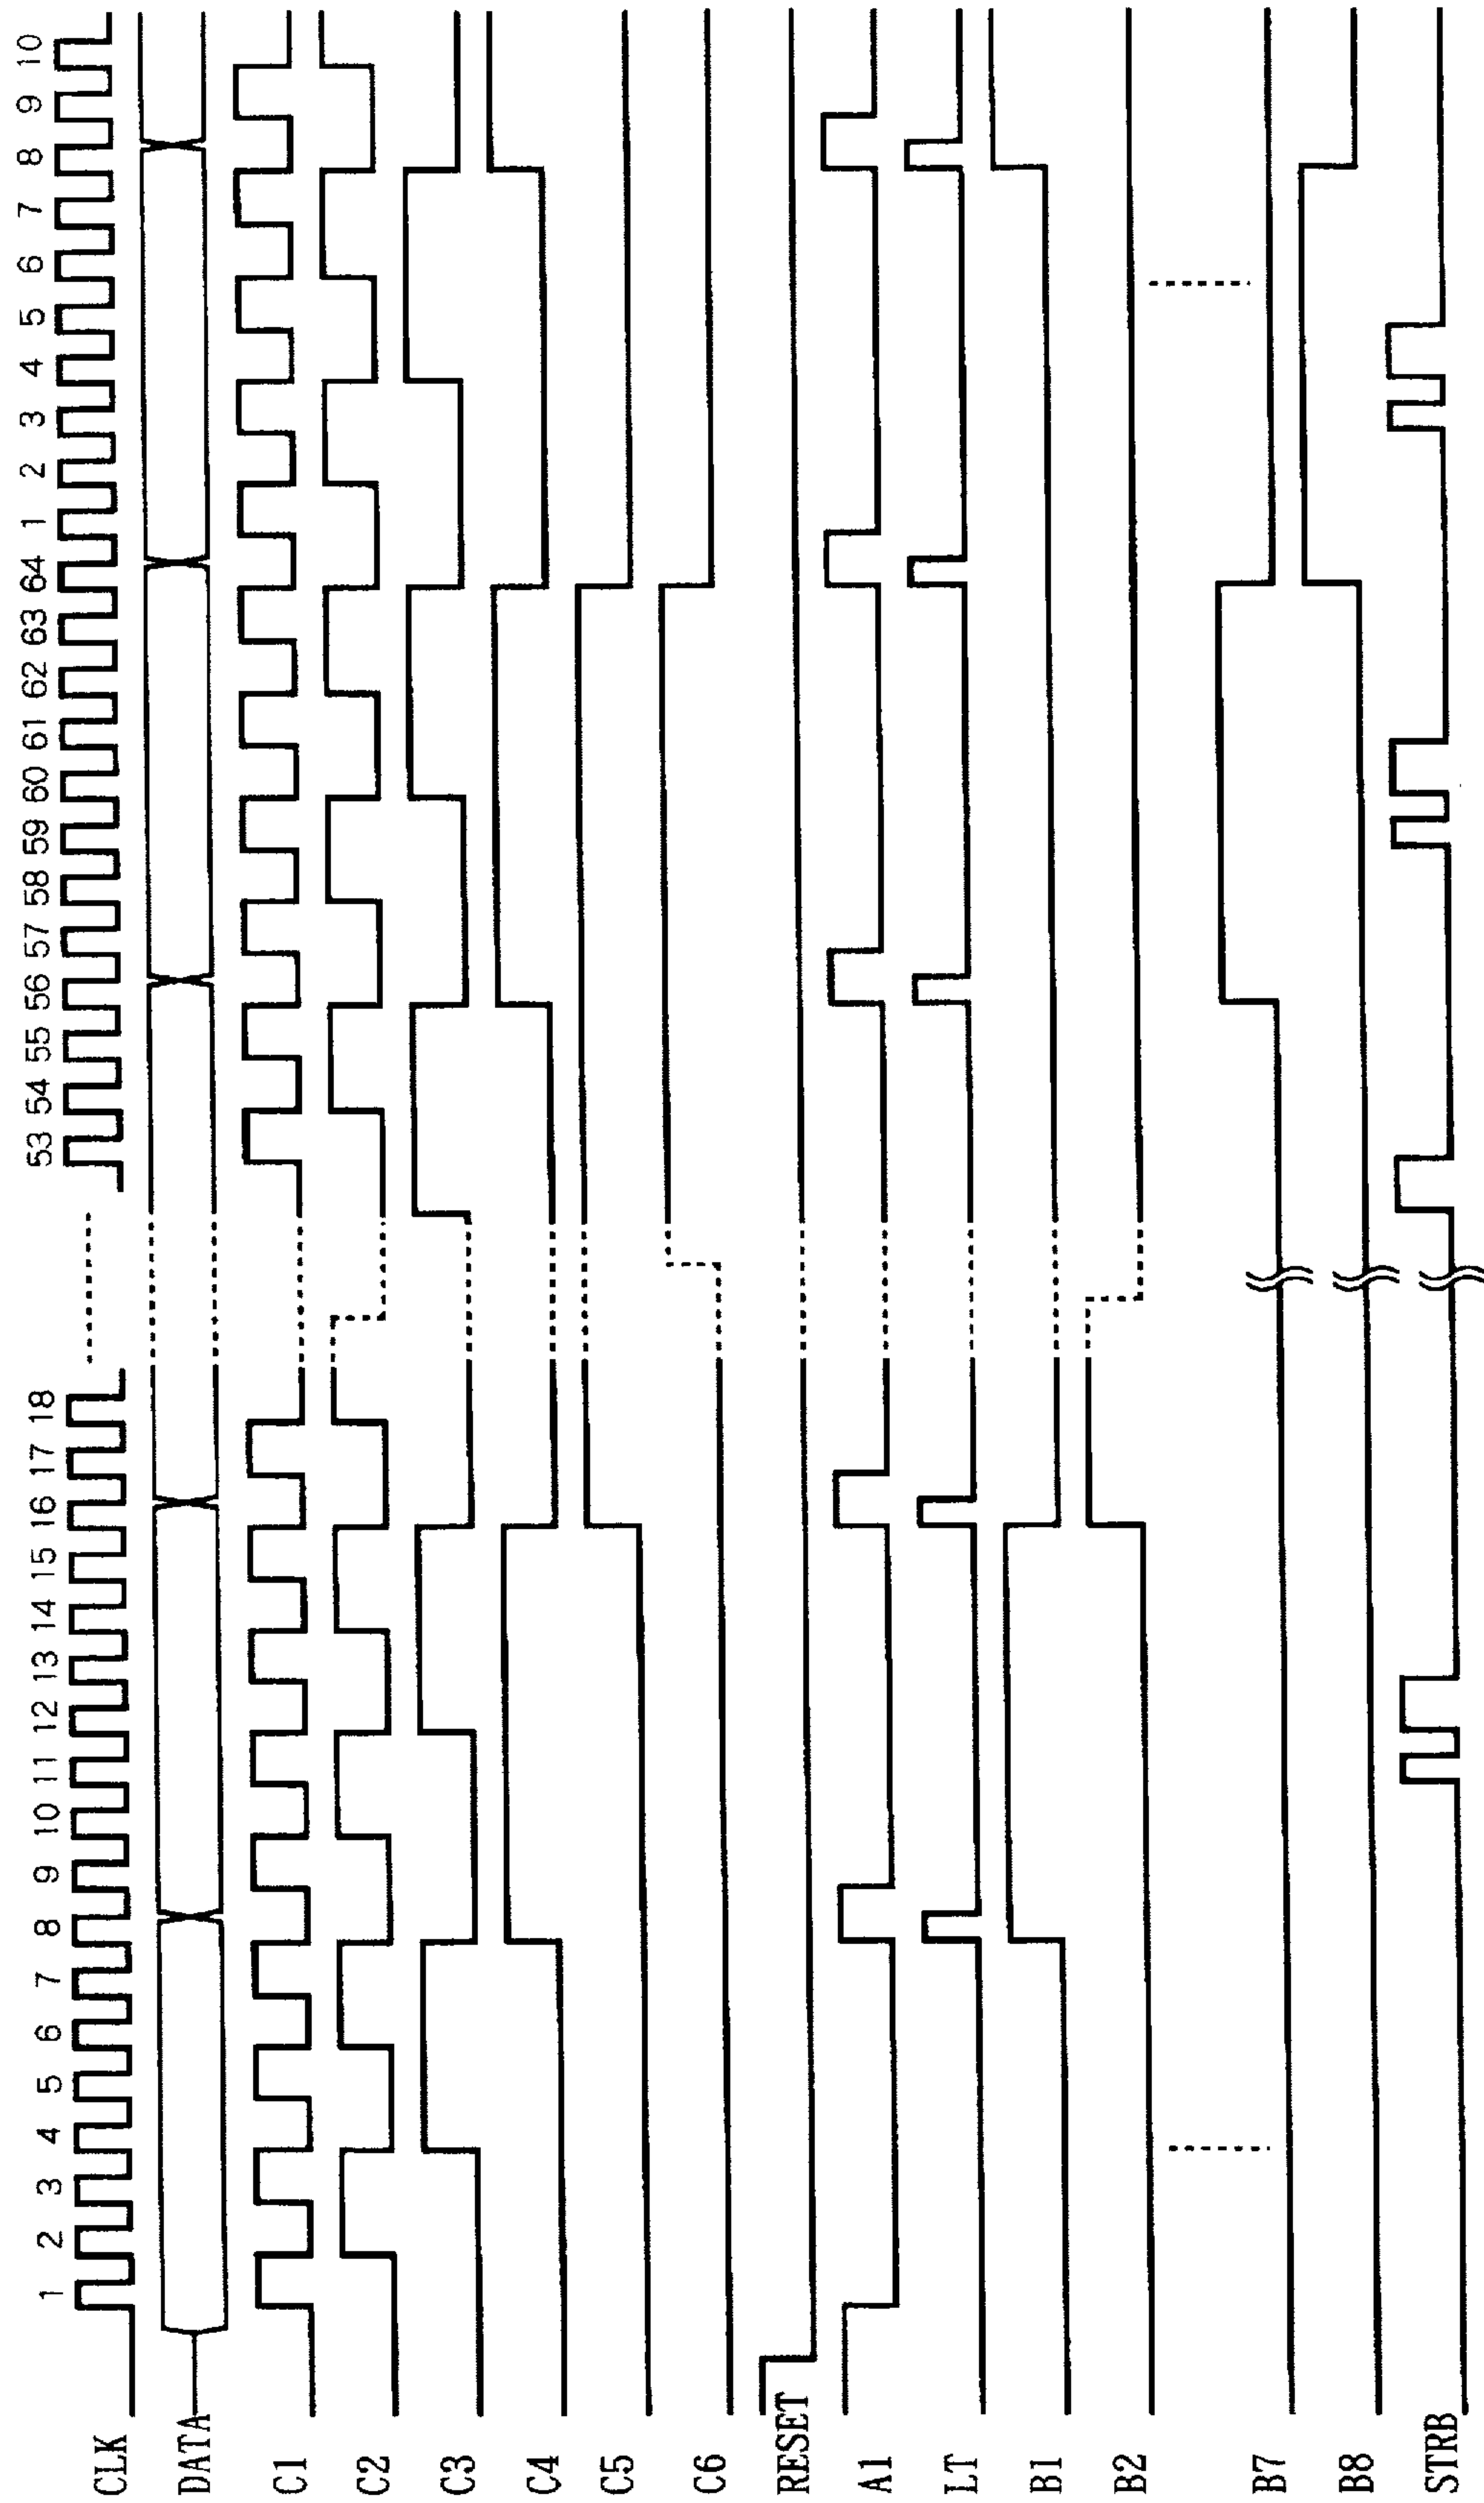 1 2 3 4 5 6 7 8 9 10 11 12 13 14 15 16 17 18 53 54 55 56 57 58 59 60 61 62 63 64 1 2 3 4 5 6 7 8 9 10
CLK
DATA
C1
C2
C3
C4
C5
C6
RESET
A1
LT
B1
B2
B7
B8
STRB